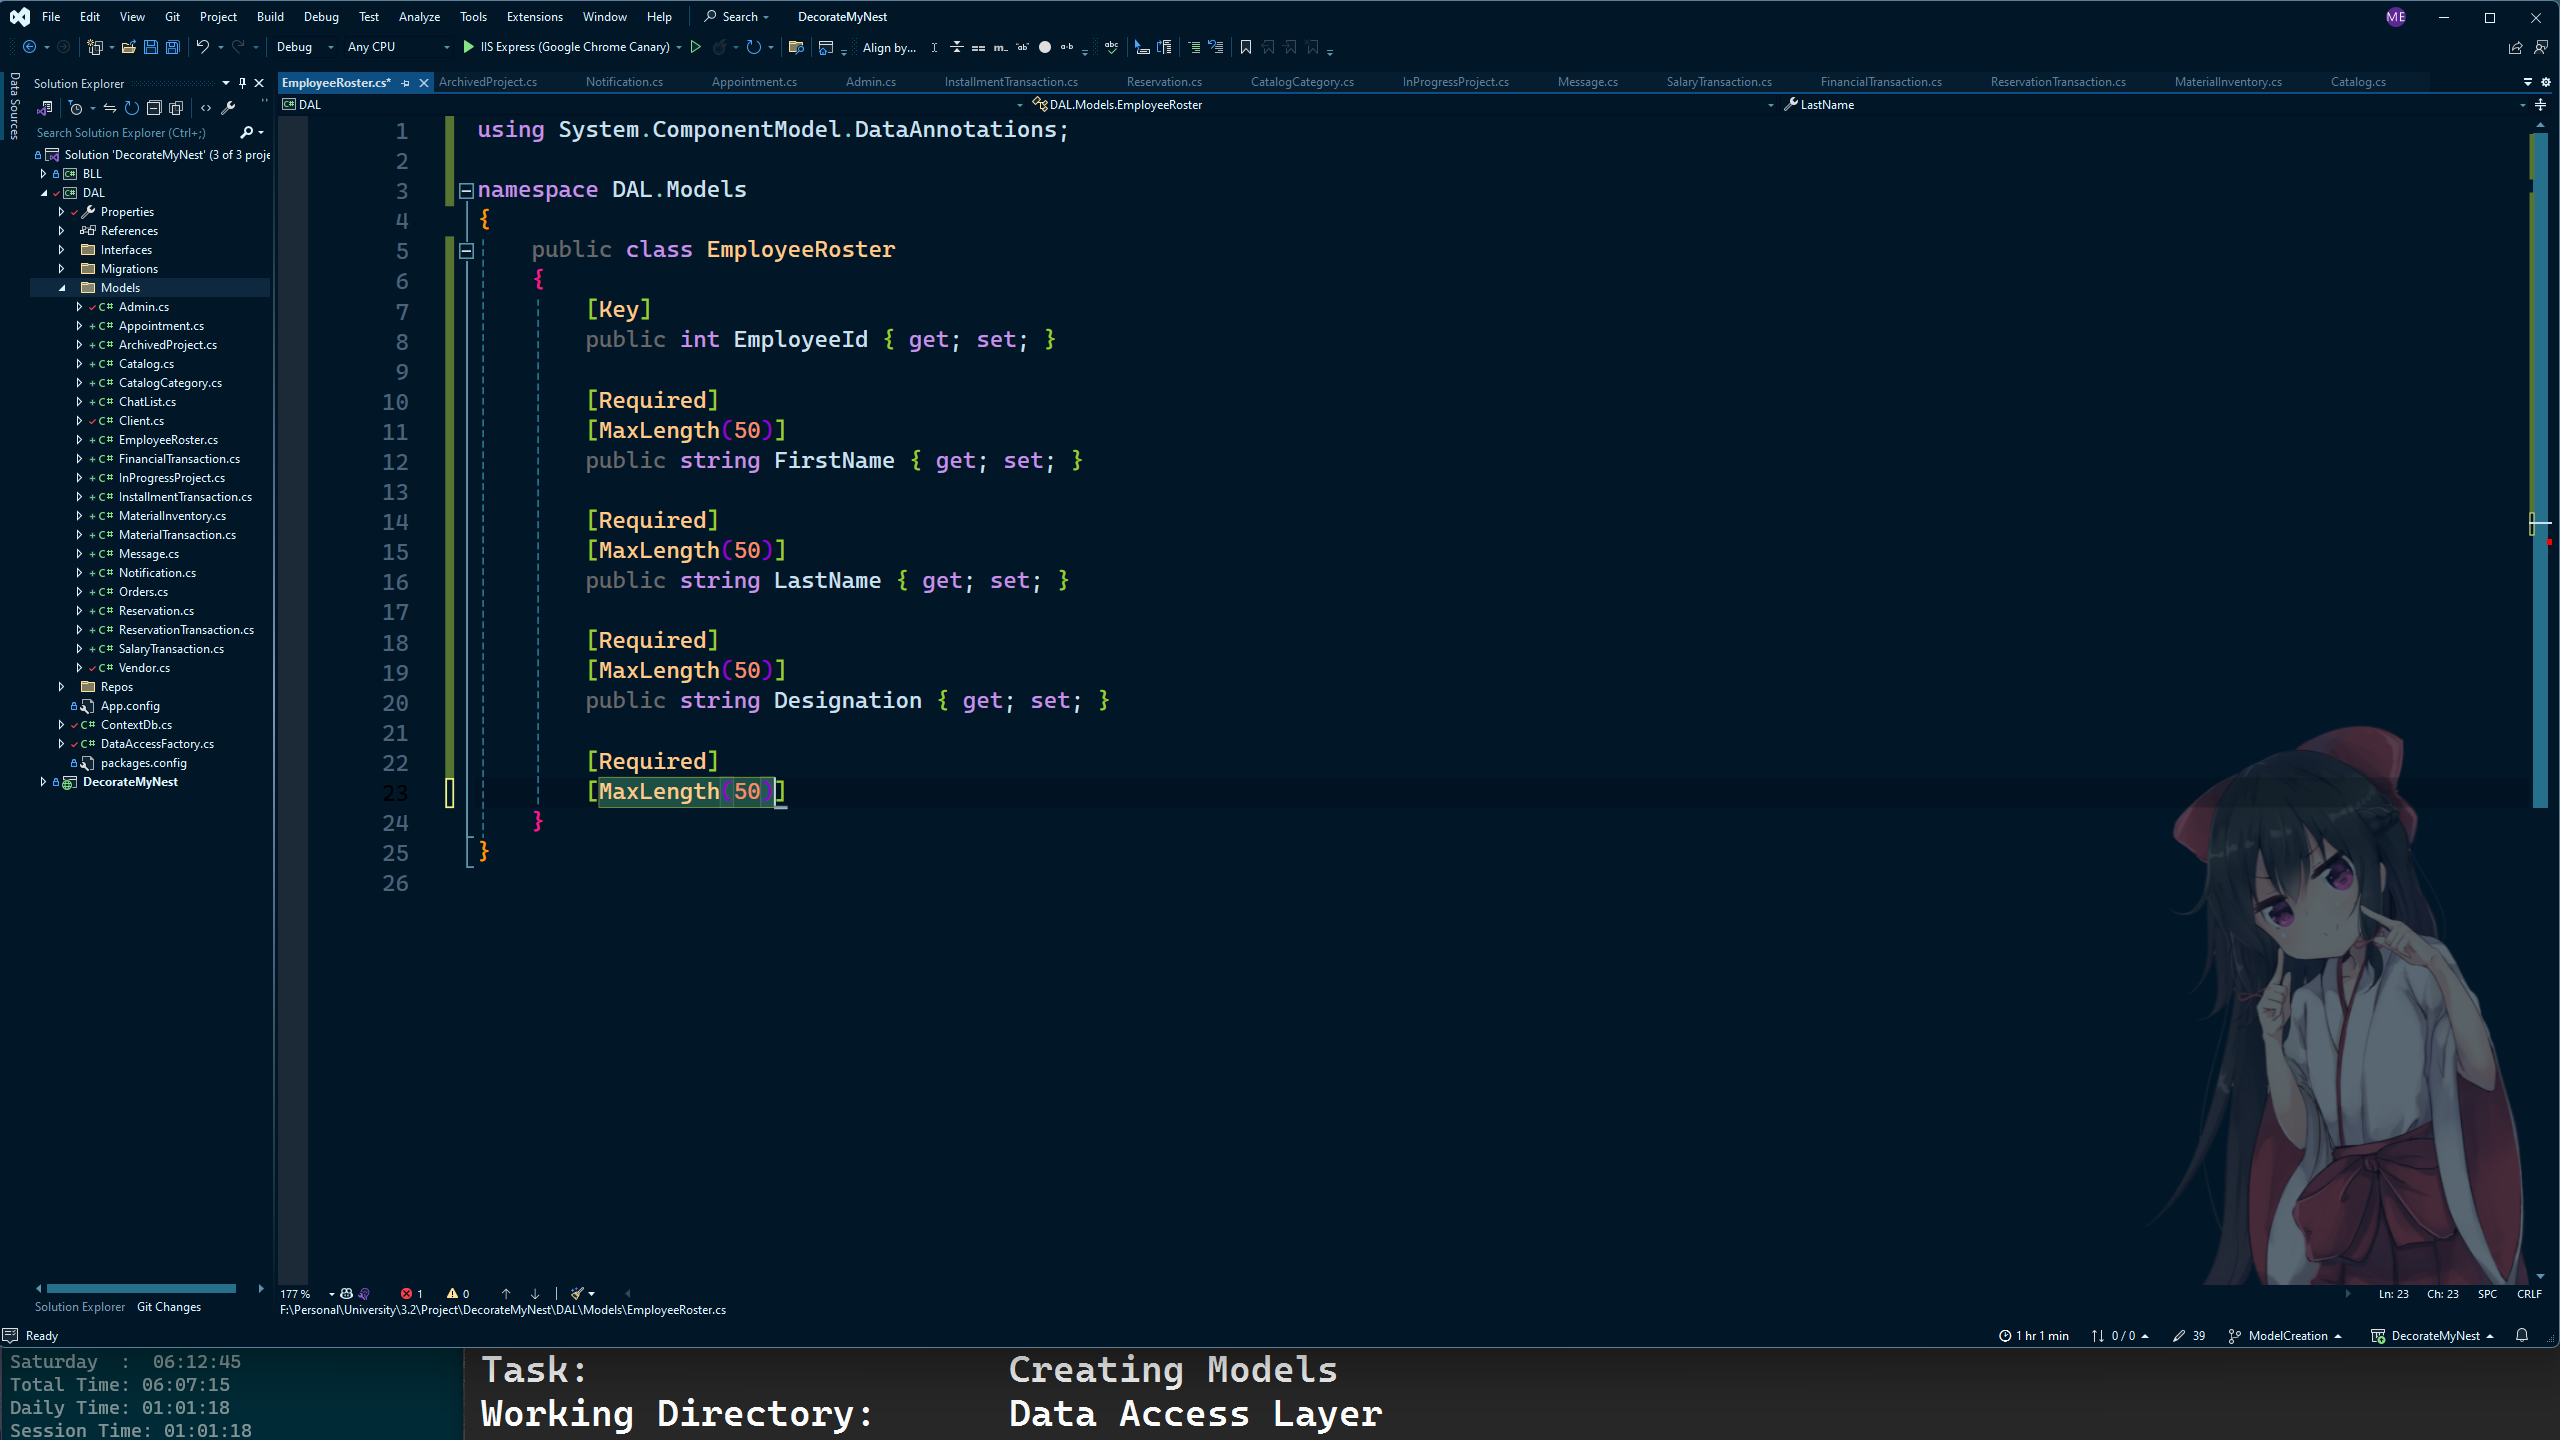 File Edit View Git Project Build Debug Test Analyze Tools Extensions Window Help Search DecorateMyNest ME
Debug Any CPU IIS Express (Google Chrome Canary) Align by...
Data Sources
Solution Explorer
Search Solution Explorer (Ctrl+;)
Solution 'DecorateMyNest' (3 of 3 proje
BLL
DAL
Properties
References
Interfaces
Migrations
Models
C# Admin.cs
C# Appointment.cs
C# ArchivedProject.cs
C# Catalog.cs
C# CatalogCategory.cs
C# ChatList.cs
C# Client.cs
C# EmployeeRoster.cs
C# FinancialTransaction.cs
C# InProgressProject.cs
C# InstallmentTransaction.cs
C# MaterialInventory.cs
C# MaterialTransaction.cs
C# Message.cs
C# Notification.cs
C# Orders.cs
C# Reservation.cs
C# ReservationTransaction.cs
C# SalaryTransaction.cs
C# Vendor.cs
Repos
App.config
C# ContextDb.cs
C# DataAccessFactory.cs
packages.config
DecorateMyNest
Solution Explorer Git Changes
EmployeeRoster.cs* ArchivedProject.cs Notification.cs Appointment.cs Admin.cs InstallmentTransaction.cs Reservation.cs CatalogCategory.cs InProgressProject.cs Message.cs SalaryTransaction.cs FinancialTransaction.cs ReservationTransaction.cs MaterialInventory.cs Catalog.cs
DAL DAL.Models.EmployeeRoster LastName
1 using System.ComponentModel.DataAnnotations;
2
3 namespace DAL.Models
4 {
5 public class EmployeeRoster
6 {
7 [Key]
8 public int EmployeeId { get; set; }
9
10 [Required]
11 [MaxLength(50)]
12 public string FirstName { get; set; }
13
14 [Required]
15 [MaxLength(50)]
16 public string LastName { get; set; }
17
18 [Required]
19 [MaxLength(50)]
20 public string Designation { get; set; }
21
22 [Required]
23 [MaxLength(50)]
24 }
25 }
26
177 % 1 0 Ln: 23 Ch: 23 SPC CRLF
F:\Personal\University\3.2\Project\DecorateMyNest\DAL\Models\EmployeeRoster.cs
Ready 1 hr 1 min 0 / 0 39 ModelCreation DecorateMyNest
Saturday : 06:12:45
Total Time: 06:07:15
Daily Time: 01:01:18
Session Time: 01:01:18
Task: Creating Models
Working Directory: Data Access Layer